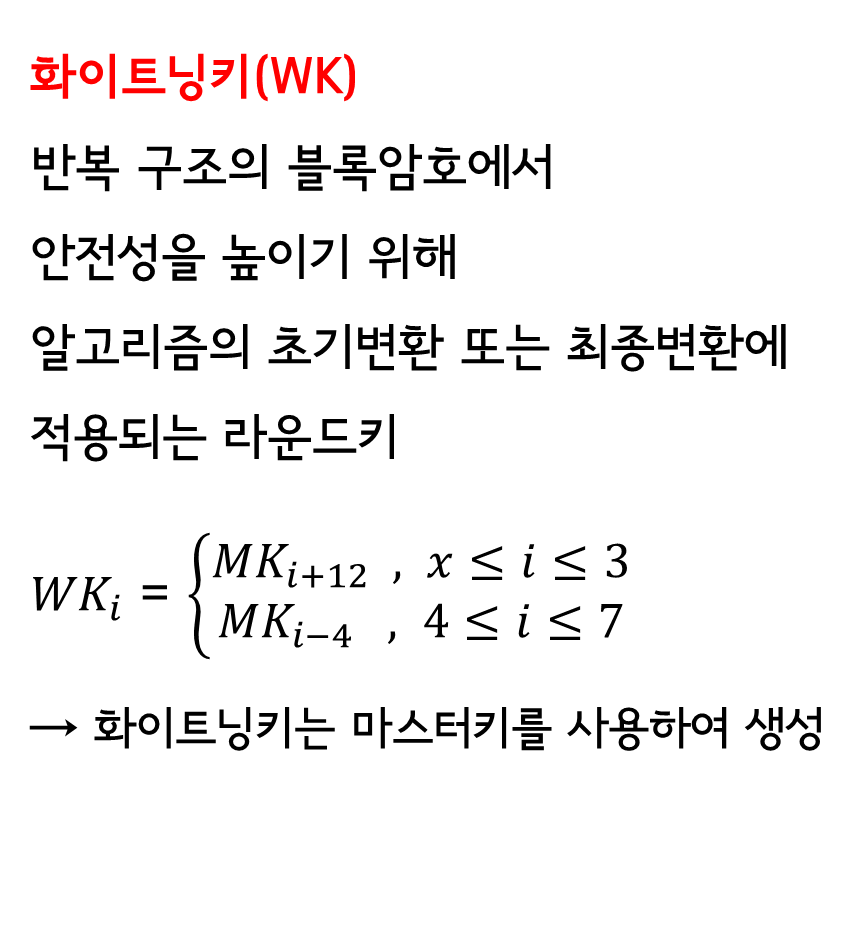 화이트닝키(WK)
반복 구조의 블록암호에서
안전성을 높이기 위해
알고리즘의 초기변환 또는 최종변환에
적용되는 라운드키
WK_i = { MK_{i+12} , x ≤ i ≤ 3
MK_{i−4} , 4 ≤ i ≤ 7
→ 화이트닝키는 마스터키를 사용하여 생성